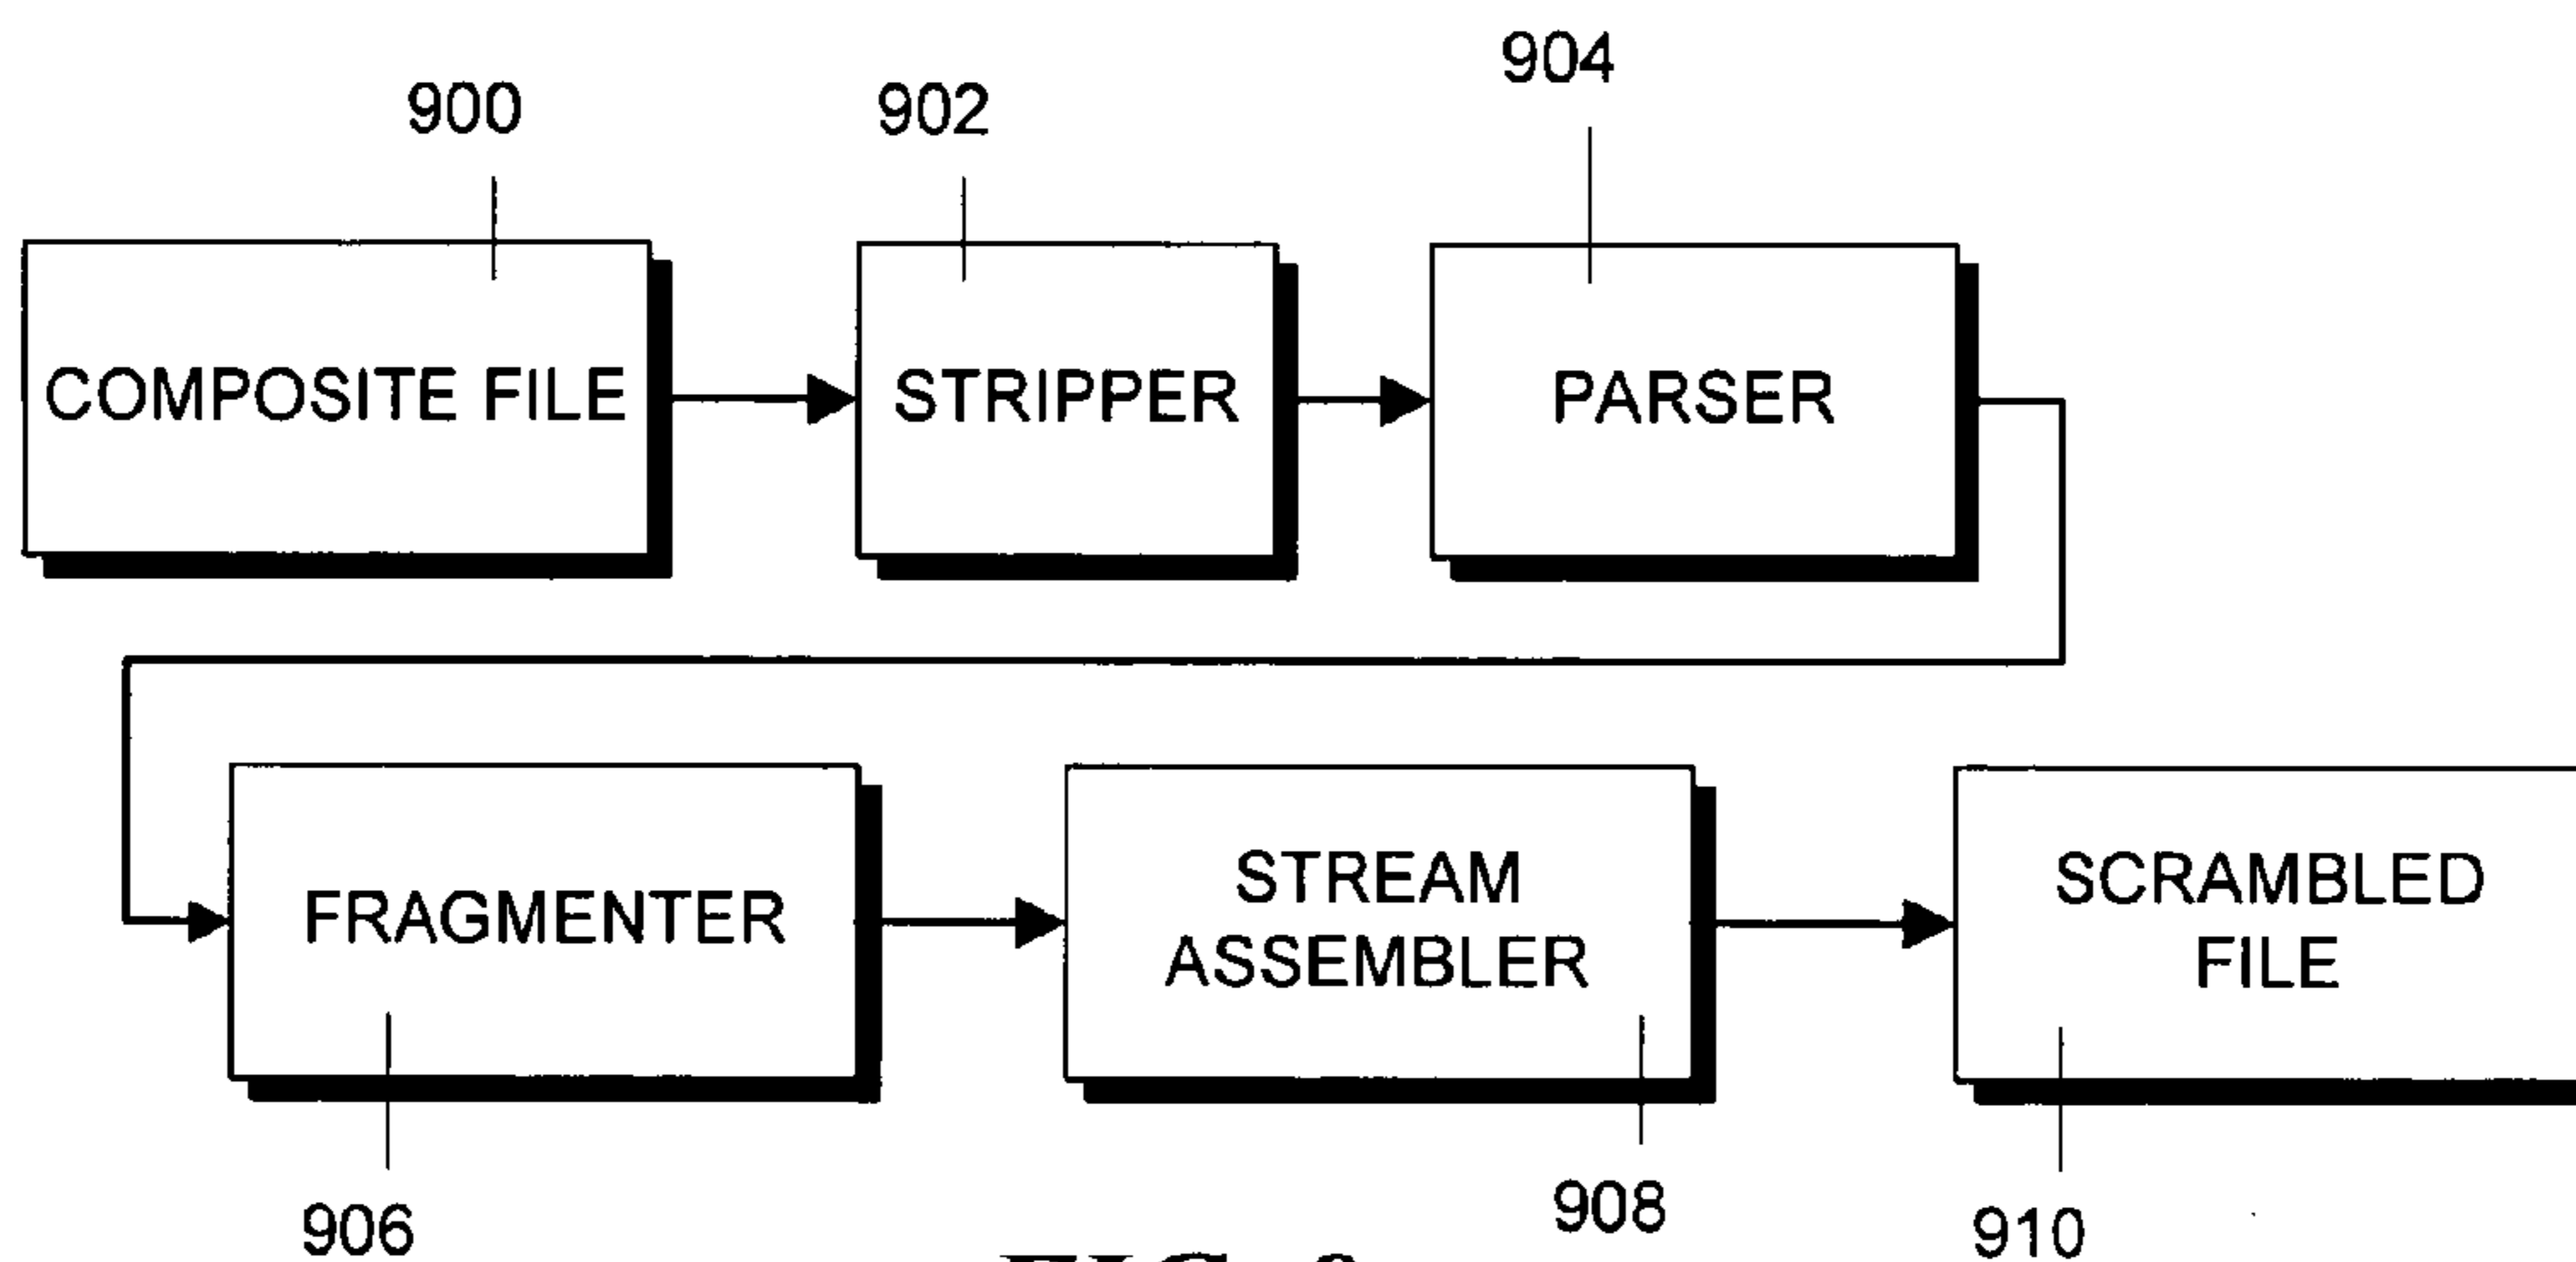 900
902
904
COMPOSITE FILE
STRIPPER
PARSER
FRAGMENTER
STREAM
ASSEMBLER
SCRAMBLED
FILE
906
908
910